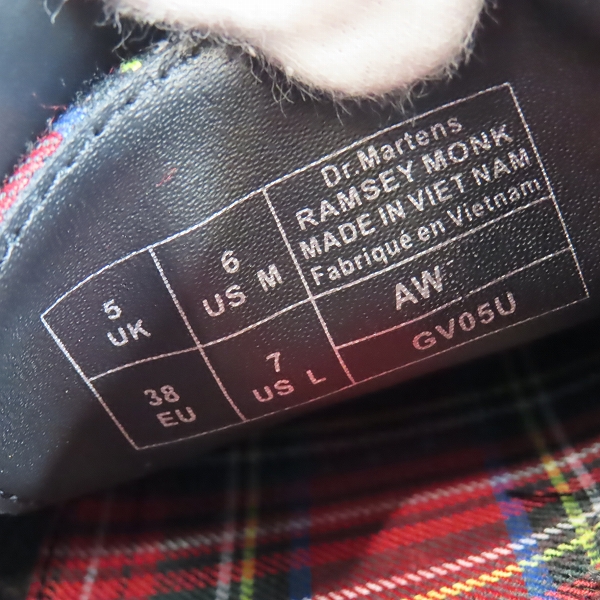 Dr.Martens
RAMSEY MONK
MADE IN VIET NAM
Fabriqué en Vietnam
5
UK
6
US M
AW
38
EU
7
US L
GV05U